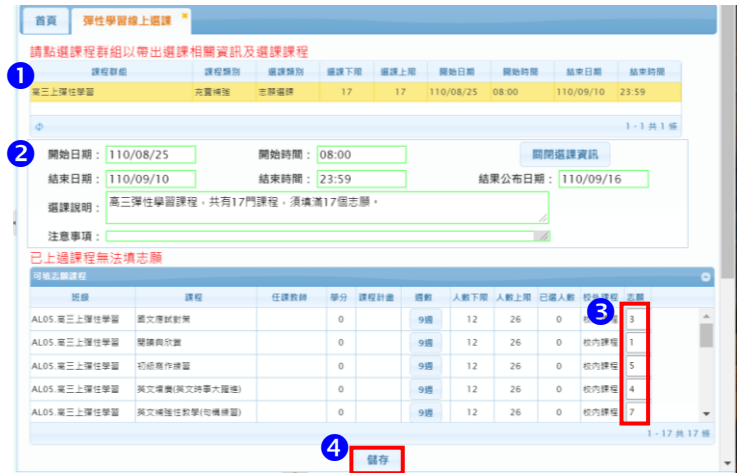 首頁 彈性學習線上選課
請點選課程群組以帶出選課相關資訊及選課課程
1
課程群組 課程類別 選課類別 選課下限 選課上限 開始日期 開始時間 結束日期 結束時間
高三上彈性學習 充實補強 志願選課 17 17 110/08/25 08:00 110/09/10 23:59
1 - 1 共 1 條
2
開始日期： 110/08/25 開始時間： 08:00 關閉選課資訊
結束日期： 110/09/10 結束時間： 23:59 結果公布日期： 110/09/16
選課說明： 高三彈性學習課程，共有17門課程，須填滿17個志願。
注意事項：
已上過課程無法填志願
可填志願課程
班級 課程 任課教師 學分 課程計畫 週數 人數下限 人數上限 已選人數 校外課程 志願
3
AL05.高三上彈性學習 國文應試對策 0 9週 12 26 0 3
AL05.高三上彈性學習 閱讀與欣賞 0 9週 12 26 0 校內課程 1
AL05.高三上彈性學習 初級寫作練習 0 9週 12 26 0 校內課程 5
AL05.高三上彈性學習 英文增廣(英文時事大躍進) 0 9週 12 26 0 校內課程 4
AL05.高三上彈性學習 英文補強性教學(句構練習) 0 9週 12 26 0 校內課程 7
1 - 17 共 17 條
4
儲存